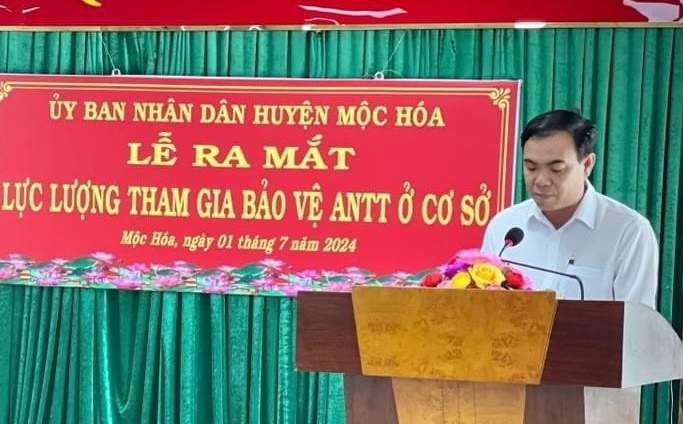 ỦY BAN NHÂN DÂN HUYỆN MỘC HÓA
LỄ RA MẮT
LỰC LƯỢNG THAM GIA BẢO VỆ ANTT Ở CƠ SỞ
Mộc Hóa, ngày 01 tháng 7 năm 2024